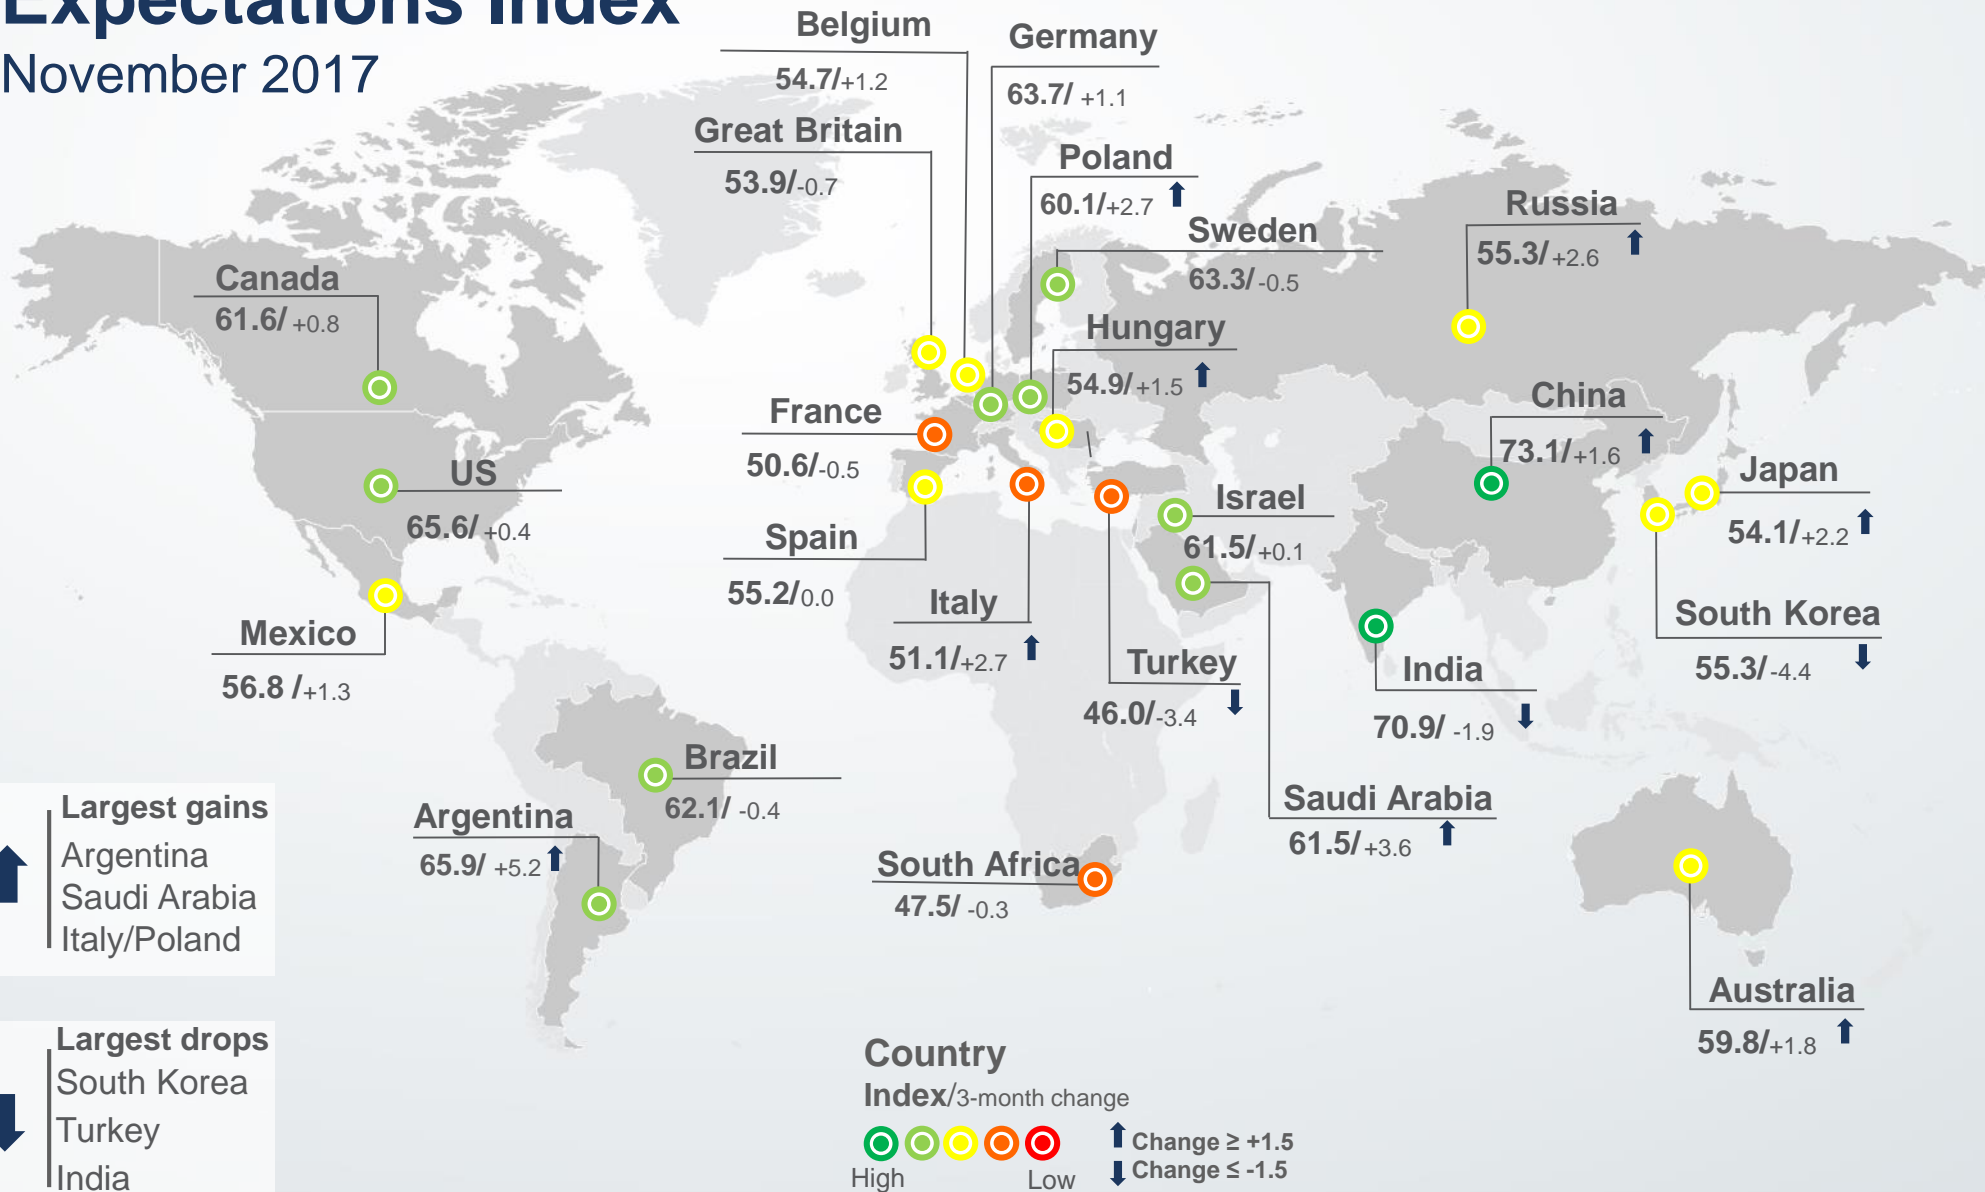 Expectations Index
November 2017
Belgium
54.7/+1.2
Germany
63.7/ +1.1
Great Britain
53.9/-0.7
Poland
60.1/+2.7
Sweden
63.3/ -0.5
Russia
55.3/ +2.6
Canada
61.6/ +0.8
Hungary
54.9/+1.5
China
73.1/+1.6
France
50.6/-0.5
US
65.6/ +0.4
Japan
54.1/+2.2
Israel
61.5/+0.1
Spain
55.2/0.0
Italy
51.1/+2.7
South Korea
55.3/-4.4
Mexico
56.8 /+1.3
Turkey
46.0/-3.4
India
70.9/ -1.9
Brazil
62.1/ -0.4
Saudi Arabia
61.5/+3.6
Argentina
65.9/ +5.2
South Africa
47.5/ -0.3
Australia
59.8/+1.8
Largest gains
Argentina
Saudi Arabia
Italy/Poland
Largest drops
South Korea
Turkey
India
Country
Index/3-month change
High
Low
Change ≥ +1.5
Change ≤ -1.5